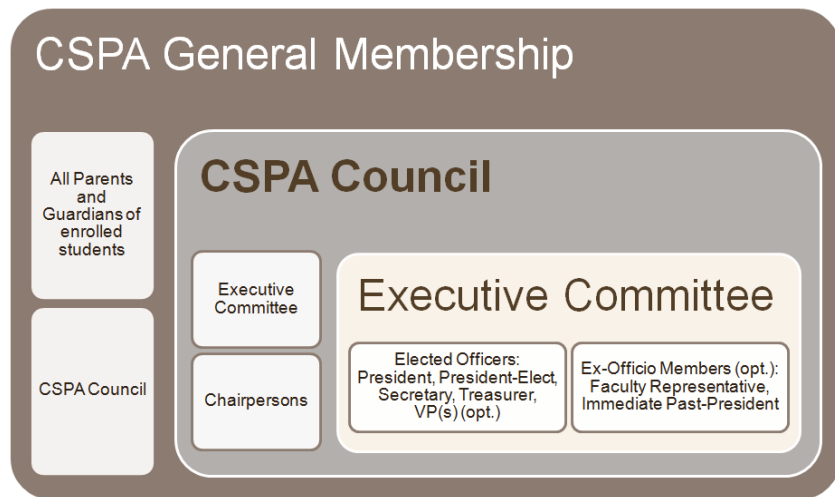 CSPA General Membership
All Parents
and
Guardians of
enrolled
students
CSPA Council
CSPA Council
Executive
Committee
Chairpersons
Executive Committee
Elected Officers:
President, President-Elect,
Secretary, Treasurer,
VP(s) (opt.)
Ex-Officio Members (opt.):
Faculty Representative,
Immediate Past-President